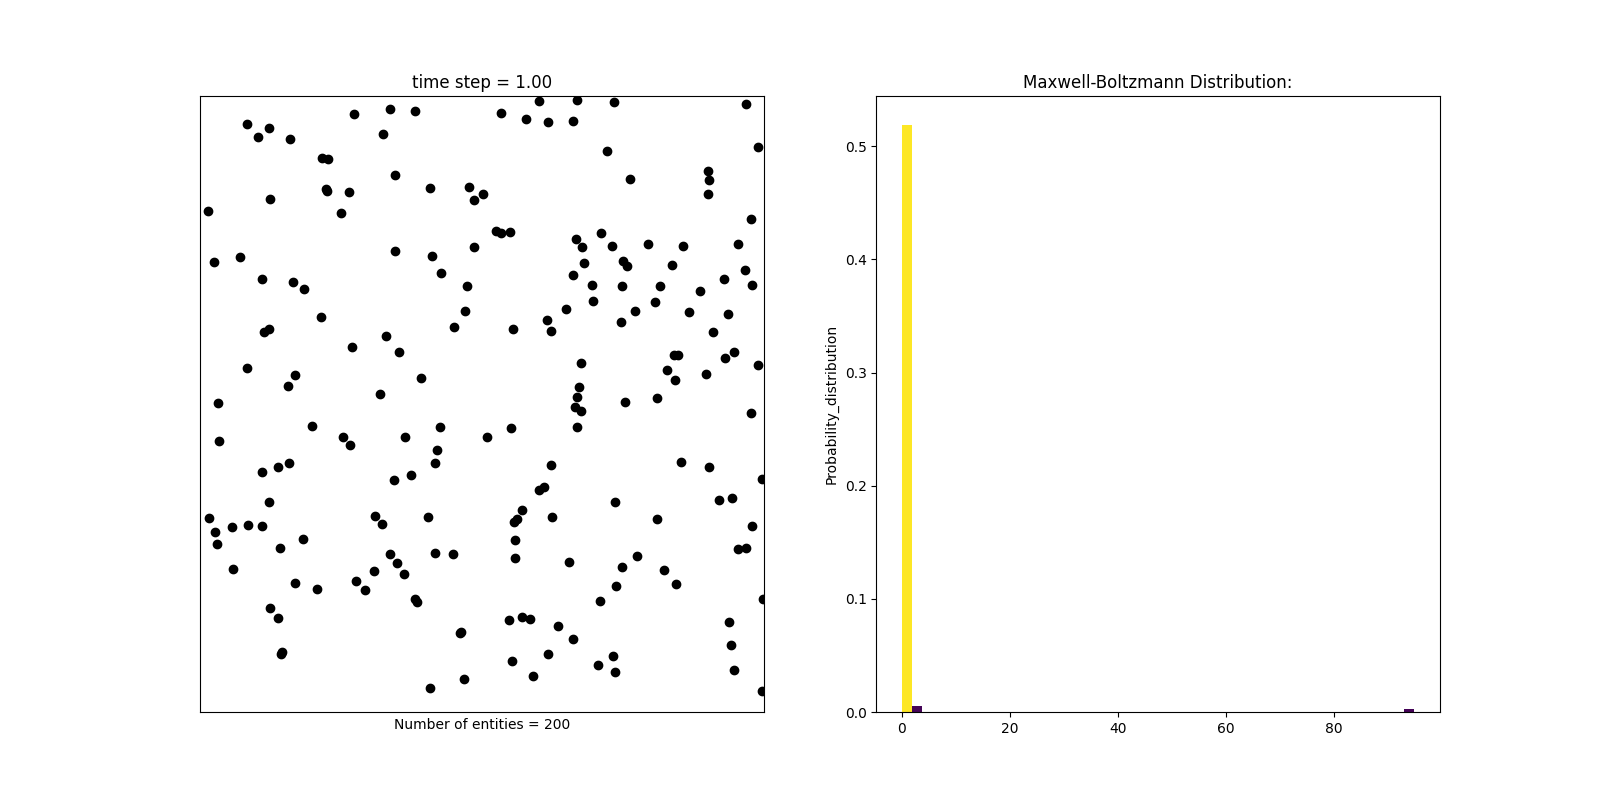 time step = 1.00
Number of entities = 200
Maxwell-Boltzmann Distribution:
Probability_distribution
0.5
0.4
0.3
0.2
0.1
0.0
0 20 40 60 80